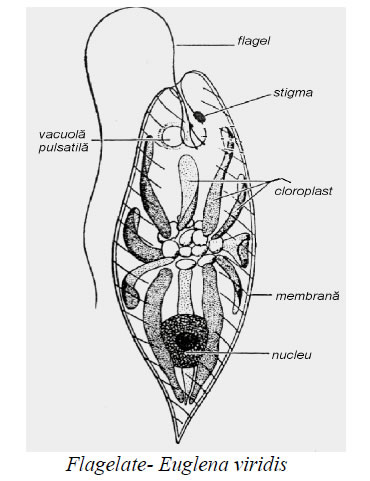 flagel
stigma
vacuolă
pulsatilă
cloroplast
membrană
nucleu
Flagelate- Euglena viridis